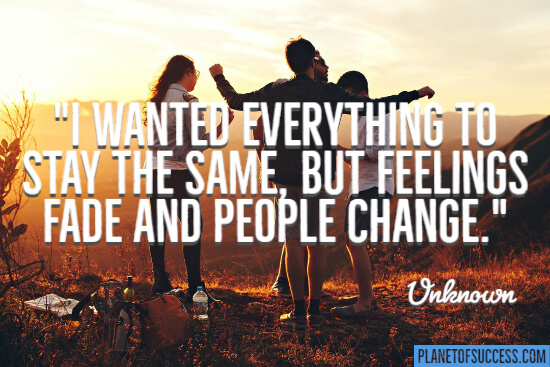 "I WANTED EVERYTHING TO
STAY THE SAME, BUT FEELINGS
FADE AND PEOPLE CHANGE."
Unknown
PLANETOFSUCCESS.COM